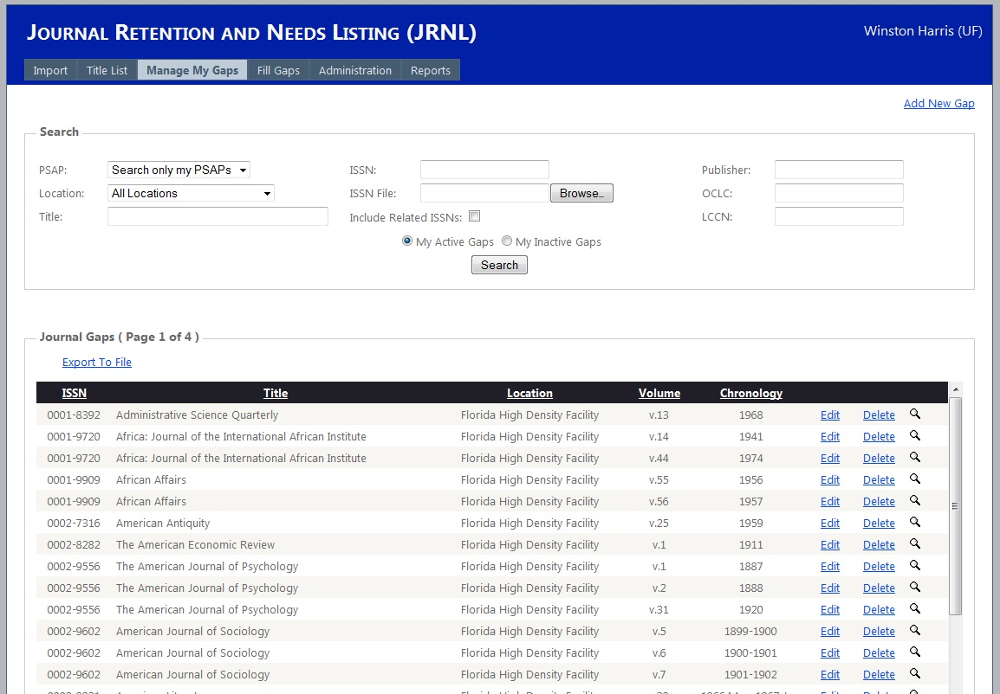 JOURNAL RETENTION AND NEEDS LISTING (JRNL)
Winston Harris (UF)
Import Title List Manage My Gaps Fill Gaps Administration Reports
Add New Gap
Search
PSAP: Search only my PSAPs ISSN: Publisher:
Location: All Locations ISSN File: Browse... OCLC:
Title: Include Related ISSNs: LCCN:
My Active Gaps My Inactive Gaps
Search
Journal Gaps ( Page 1 of 4 )
Export To File
ISSN Title Location Volume Chronology
0001-8392 Administrative Science Quarterly Florida High Density Facility v.13 1968 Edit Delete
0001-9720 Africa: Journal of the International African Institute Florida High Density Facility v.14 1941 Edit Delete
0001-9720 Africa: Journal of the International African Institute Florida High Density Facility v.44 1974 Edit Delete
0001-9909 African Affairs Florida High Density Facility v.55 1956 Edit Delete
0001-9909 African Affairs Florida High Density Facility v.56 1957 Edit Delete
0002-7316 American Antiquity Florida High Density Facility v.25 1959 Edit Delete
0002-8282 The American Economic Review Florida High Density Facility v.1 1911 Edit Delete
0002-9556 The American Journal of Psychology Florida High Density Facility v.1 1887 Edit Delete
0002-9556 The American Journal of Psychology Florida High Density Facility v.2 1888 Edit Delete
0002-9556 The American Journal of Psychology Florida High Density Facility v.31 1920 Edit Delete
0002-9602 American Journal of Sociology Florida High Density Facility v.5 1899-1900 Edit Delete
0002-9602 American Journal of Sociology Florida High Density Facility v.6 1900-1901 Edit Delete
0002-9602 American Journal of Sociology Florida High Density Facility v.7 1901-1902 Edit Delete